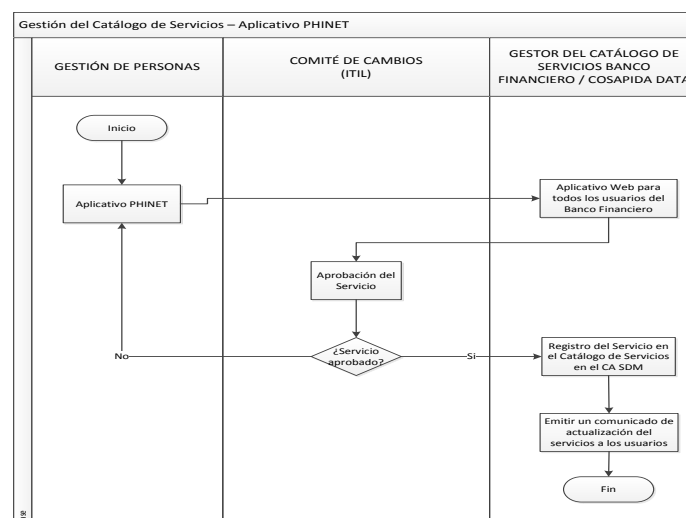 Gestión del Catálogo de Servicios – Aplicativo PHINET
GESTIÓN DE PERSONAS
COMITÉ DE CAMBIOS
(ITIL)
GESTOR DEL CATÁLOGO DE
SERVICIOS BANCO
FINANCIERO / COSAPIDA DATA
Inicio
Aplicativo PHINET
Aplicativo Web para
todos los usuarios del
Banco Financiero
Aprobación del
Servicio
¿Servicio
aprobado?
No
Si
Registro del Servicio en
el Catálogo de Servicios
en el CA SDM
Emitir un comunicado de
actualización del
servicios a los usuarios
Fin